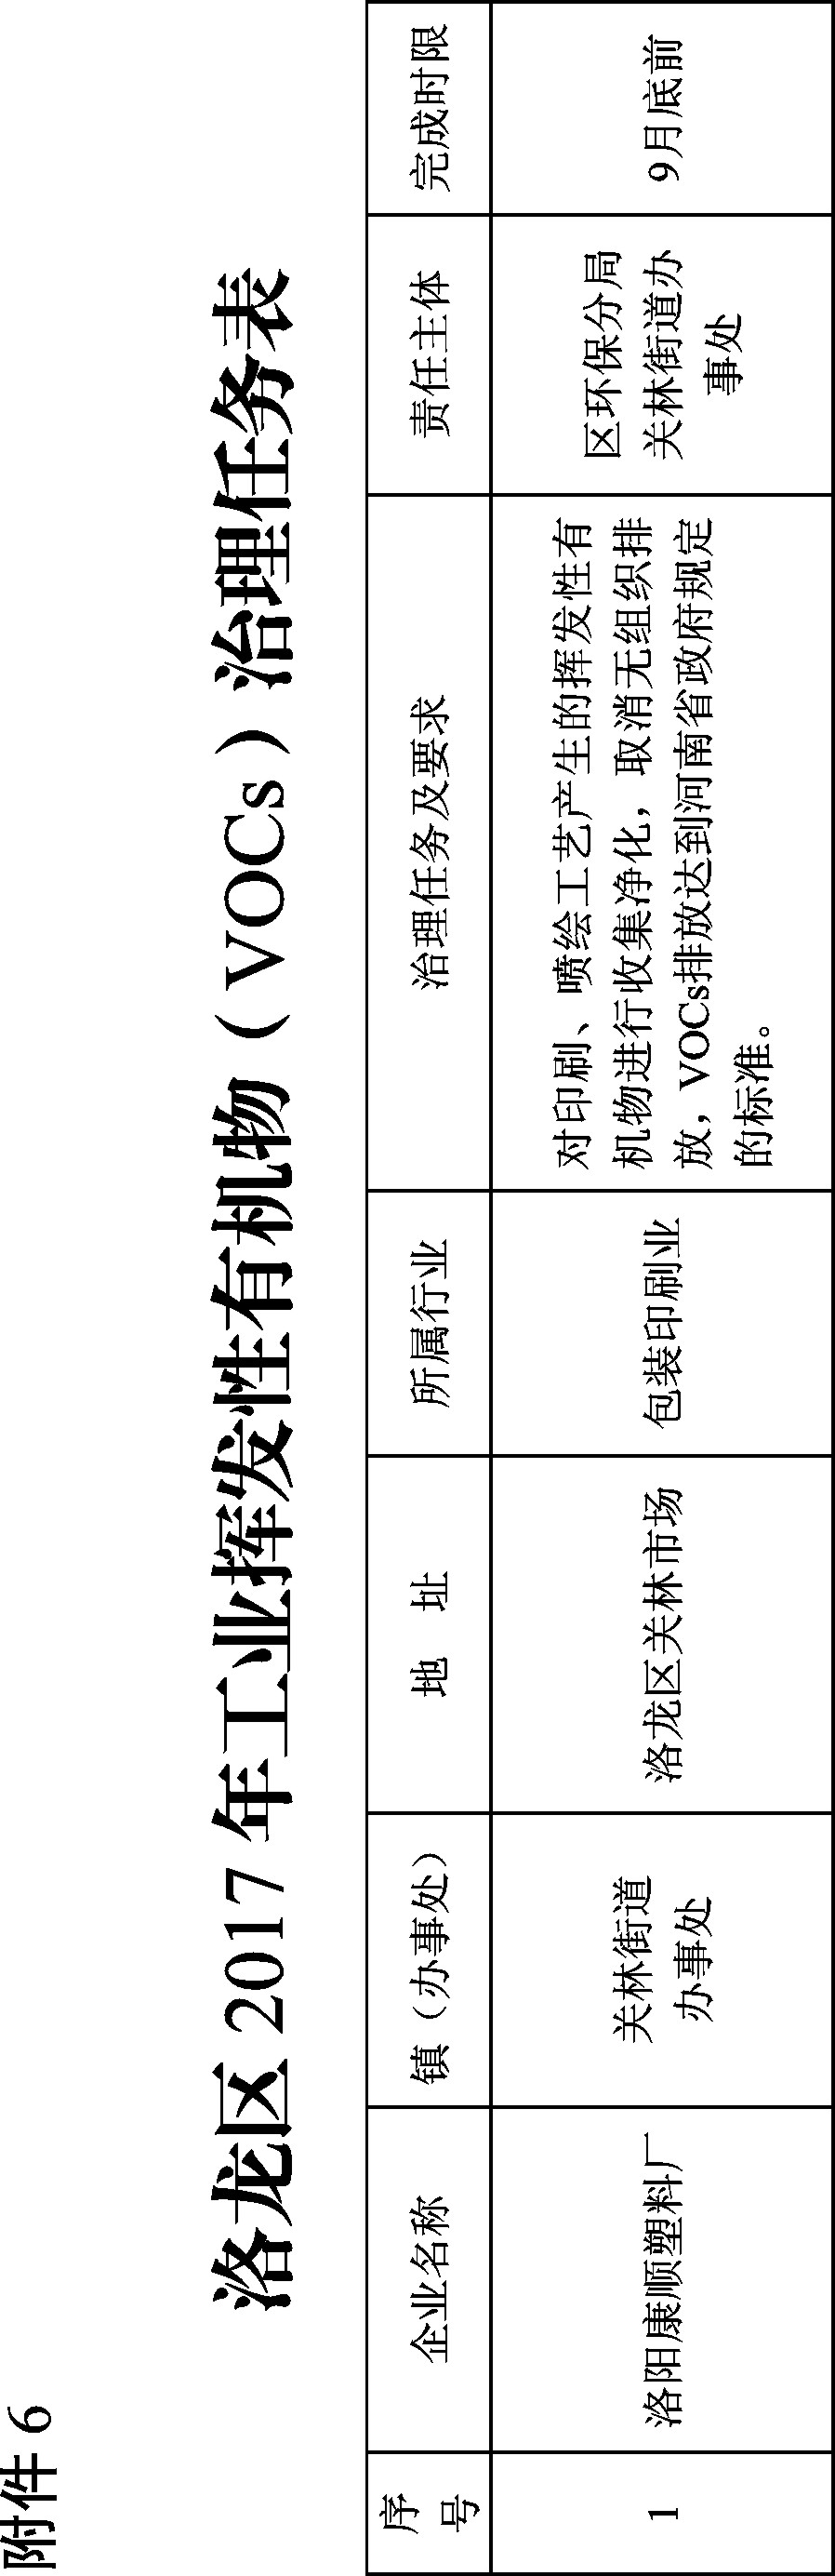 附件 6
洛龙区 2017 年工业挥发性有机物（VOCs）治理任务表
序号
企业名称
镇（办事处）
地 址
所属行业
治理任务及要求
责任主体
完成时限
1
洛阳康顺塑料厂
关林街道
办事处
洛龙区关林市场
包装印刷业
对印刷、喷绘工艺产生的挥发性有
机物进行收集净化，取消无组织排
放，VOCs排放达到河南省政府规定
的标准。
区环保分局
关林街道办
事处
9月底前